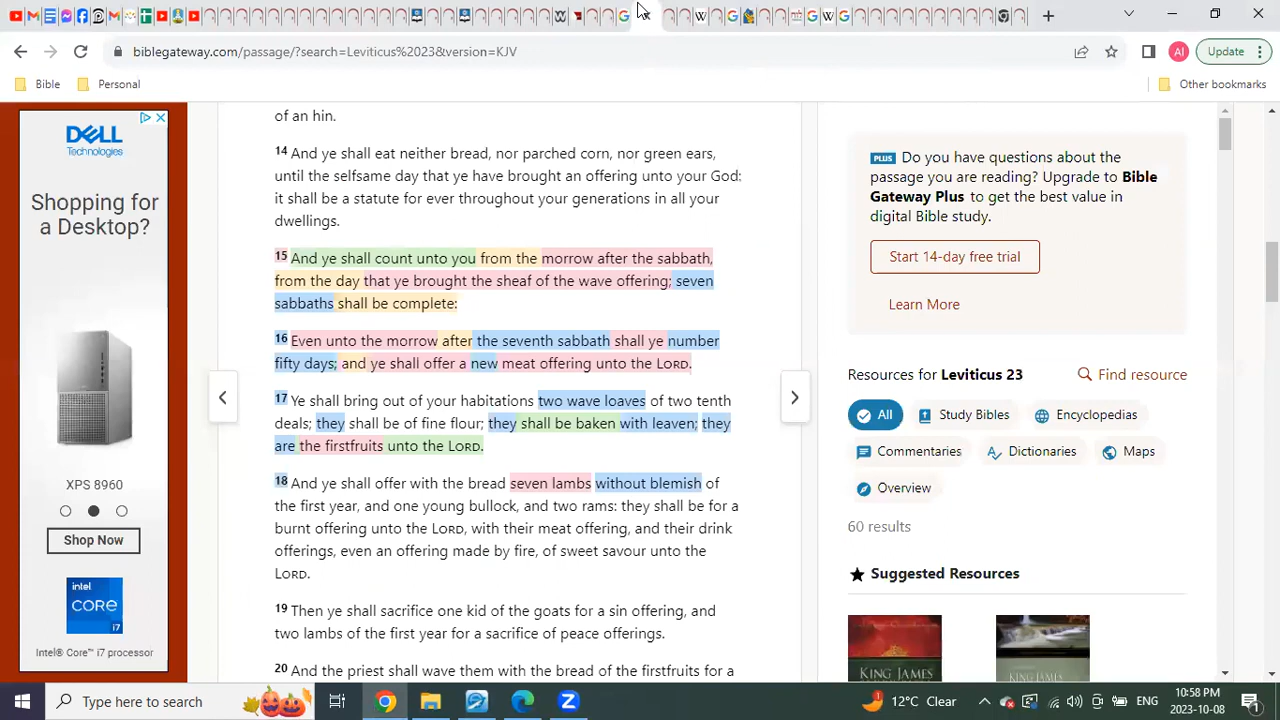 biblegateway.com/passage/?search=Leviticus%2023&version=KJV
AI
Update
Bible
Personal
Other bookmarks
DELL
Technologies
Shopping for
a Desktop?
XPS 8960
Shop Now
intel
CORE
i7
Intel® Core™ i7 processor
of an hin.
14 And ye shall eat neither bread, nor parched corn, nor green ears,
until the selfsame day that ye have brought an offering unto your God:
it shall be a statute for ever throughout your generations in all your
dwellings.
15 And ye shall count unto you from the morrow after the sabbath,
from the day that ye brought the sheaf of the wave offering; seven
sabbaths shall be complete:
16 Even unto the morrow after the seventh sabbath shall ye number
fifty days; and ye shall offer a new meat offering unto the LORD.
17 Ye shall bring out of your habitations two wave loaves of two tenth
deals; they shall be of fine flour; they shall be baken with leaven; they
are the firstfruits unto the LORD.
18 And ye shall offer with the bread seven lambs without blemish of
the first year, and one young bullock, and two rams: they shall be for a
burnt offering unto the LORD, with their meat offering, and their drink
offerings, even an offering made by fire, of sweet savour unto the
LORD.
19 Then ye shall sacrifice one kid of the goats for a sin offering, and
two lambs of the first year for a sacrifice of peace offerings.
20 And the priest shall wave them with the bread of the firstfruits for a
PLUS Do you have questions about the
passage you are reading? Upgrade to Bible
Gateway Plus to get the best value in
digital Bible study.
Start 14-day free trial
Learn More
Resources for Leviticus 23
Find resource
All
Study Bibles
Encyclopedias
Commentaries
Dictionaries
Maps
Overview
60 results
Suggested Resources
KING JAMES
KING JAMES
Type here to search
12°C Clear
ENG
10:58 PM
2023-10-08
1